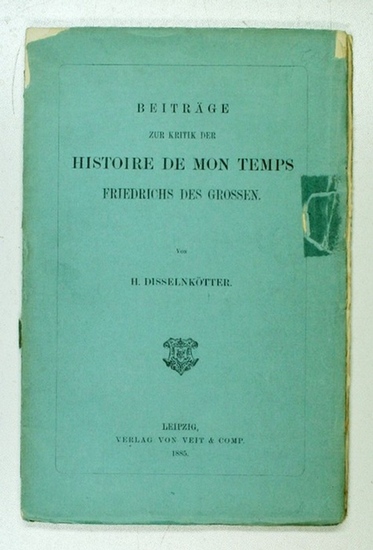 BEITRÄGE
ZUR KRITIK DER
HISTOIRE DE MON TEMPS
FRIEDRICHS DES GROSSEN.
Von
H. DISSELNKÖTTER.
LEIPZIG,
VERLAG VON VEIT & COMP.
1885.